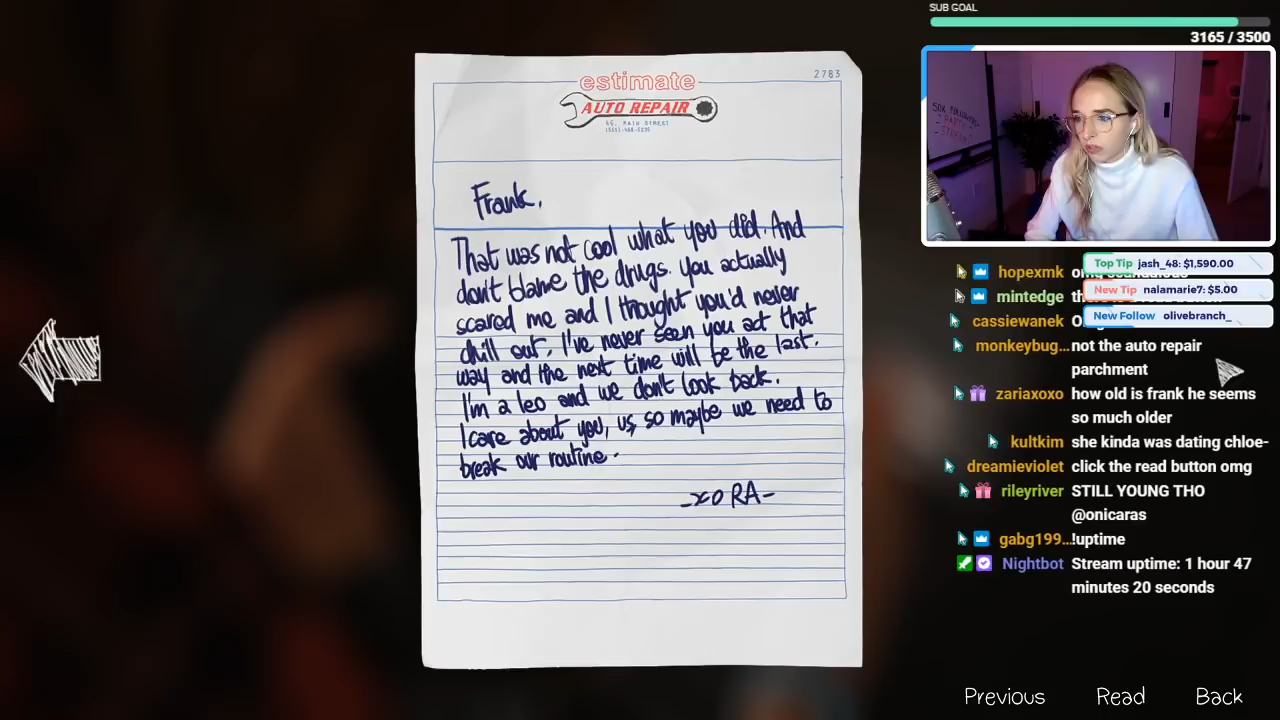 SUB GOAL
3165 / 3500
estimate
2783
AUTO REPAIR
Frank,
That was not cool what you did. And
don't blame the drugs. You actually
scared me and I thought you'd never
chill out. I've never seen you act that
way and the next time will be the last.
I'm a leo and we don't look back.
I care about you, us, so maybe we need to
break our routine.
-xo RA-
Top Tip jash_48: $1,590.00
New Tip nalamarie7: $5.00
New Follow olivebranch_
hopexmk
mintedge
cassiewanek
monkeybug... not the auto repair
parchment
zariaxoxo how old is frank he seems
so much older
kultkim she kinda was dating chloe-
dreamieviolet click the read button omg
rileyriver STILL YOUNG THO
@onicaras
gabg199... !uptime
Nightbot Stream uptime: 1 hour 47
minutes 20 seconds
Previous Read Back